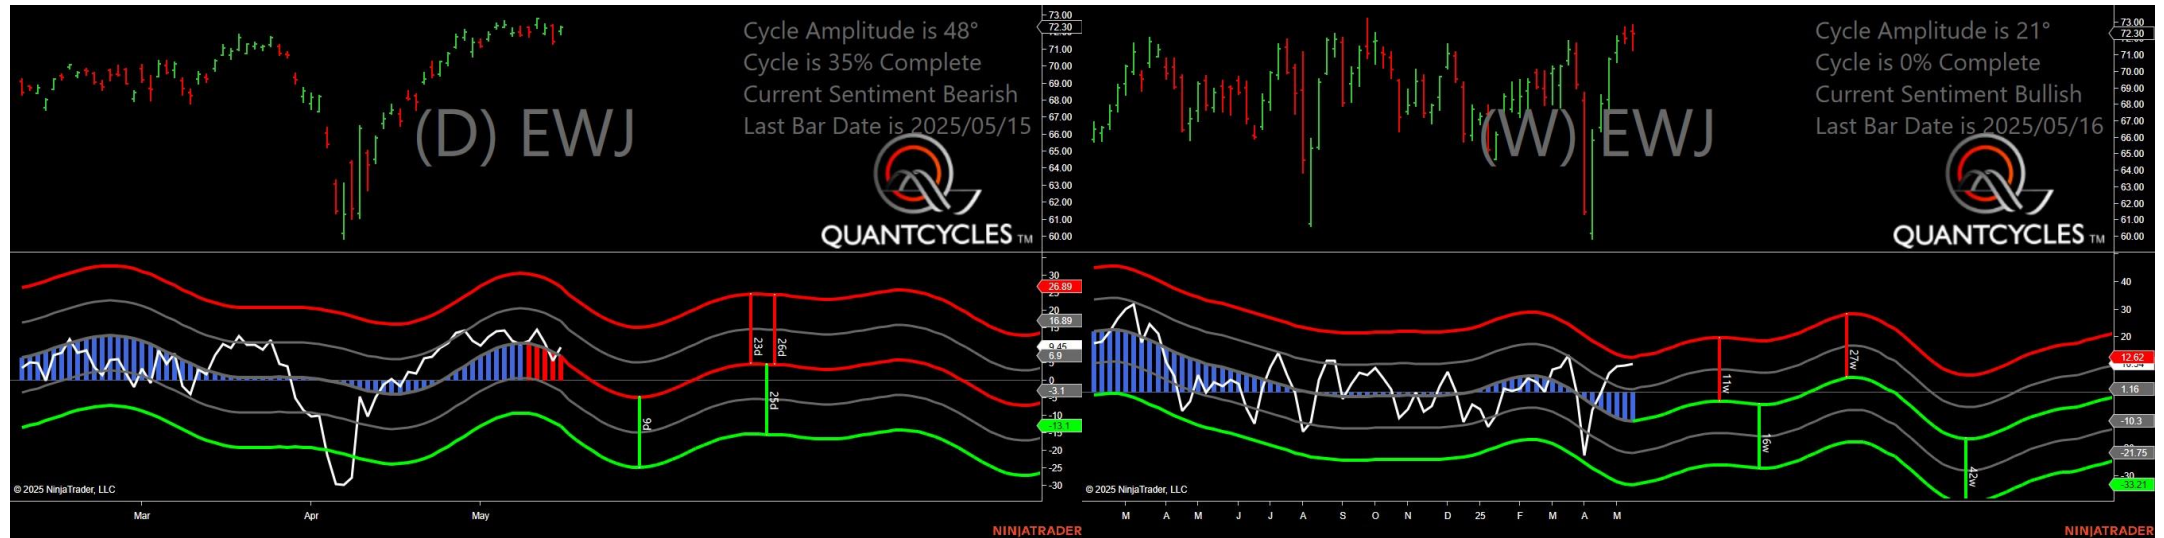 Cycle Amplitude is 48°
Cycle is 35% Complete
Current Sentiment Bearish
Last Bar Date is 2025/05/15
(D) EWJ
QUANTCYCLES TM
73.00
72.30
71.00
70.00
69.00
68.00
67.00
66.00
65.00
64.00
63.00
62.00
61.00
60.00
30
26.89
20
16.89
9.45
6.9
0
-3.1
-10
-13.1
-20
-25
-30
23d
26d
25d
9d
© 2025 NinjaTrader, LLC
Mar
Apr
May
NINJATRADER
Cycle Amplitude is 21°
Cycle is 0% Complete
Current Sentiment Bullish
Last Bar Date is 2025/05/16
(W) EWJ
QUANTCYCLES TM
73.00
72.30
71.00
70.00
69.00
68.00
67.00
66.00
65.00
64.00
63.00
62.00
61.00
60.00
40
30
20
12.62
1.16
-10.3
-21.75
-30
-33.21
11w
27w
16w
42w
© 2025 NinjaTrader, LLC
M
A
M
J
J
A
S
O
N
D
25
F
M
A
M
NINJATRADER